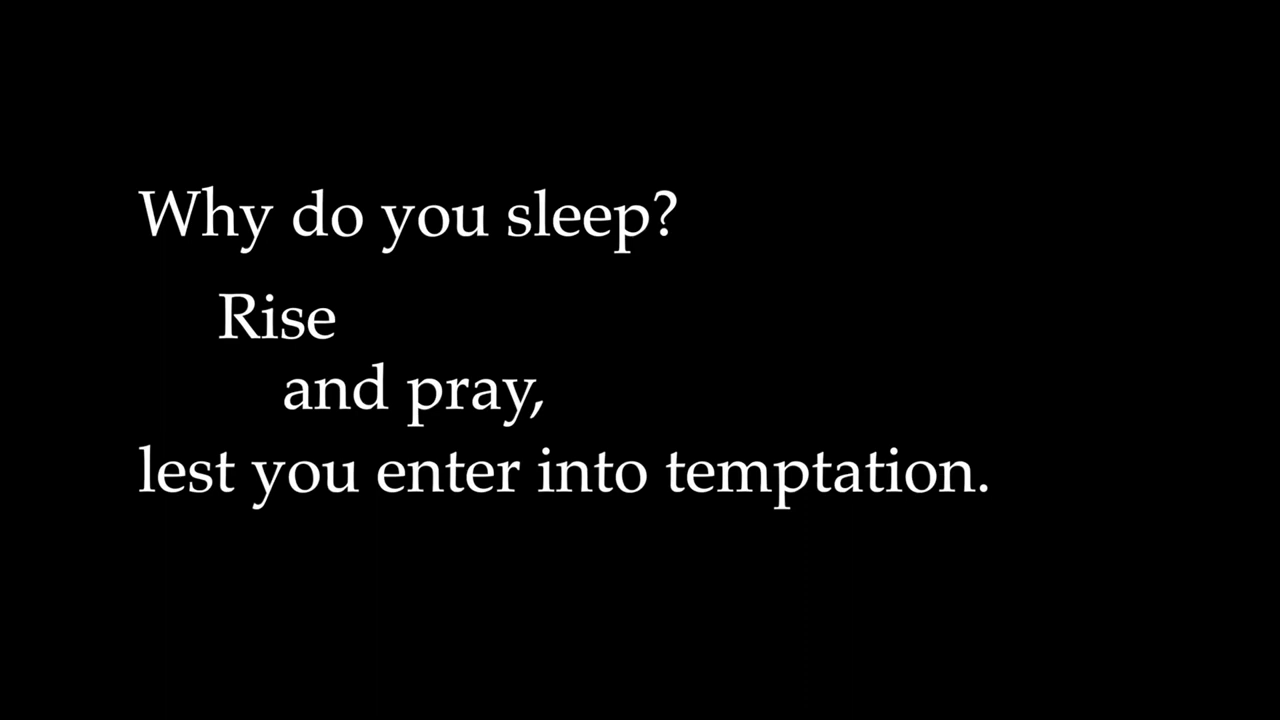 Why do you sleep?
Rise
and pray,
lest you enter into temptation.